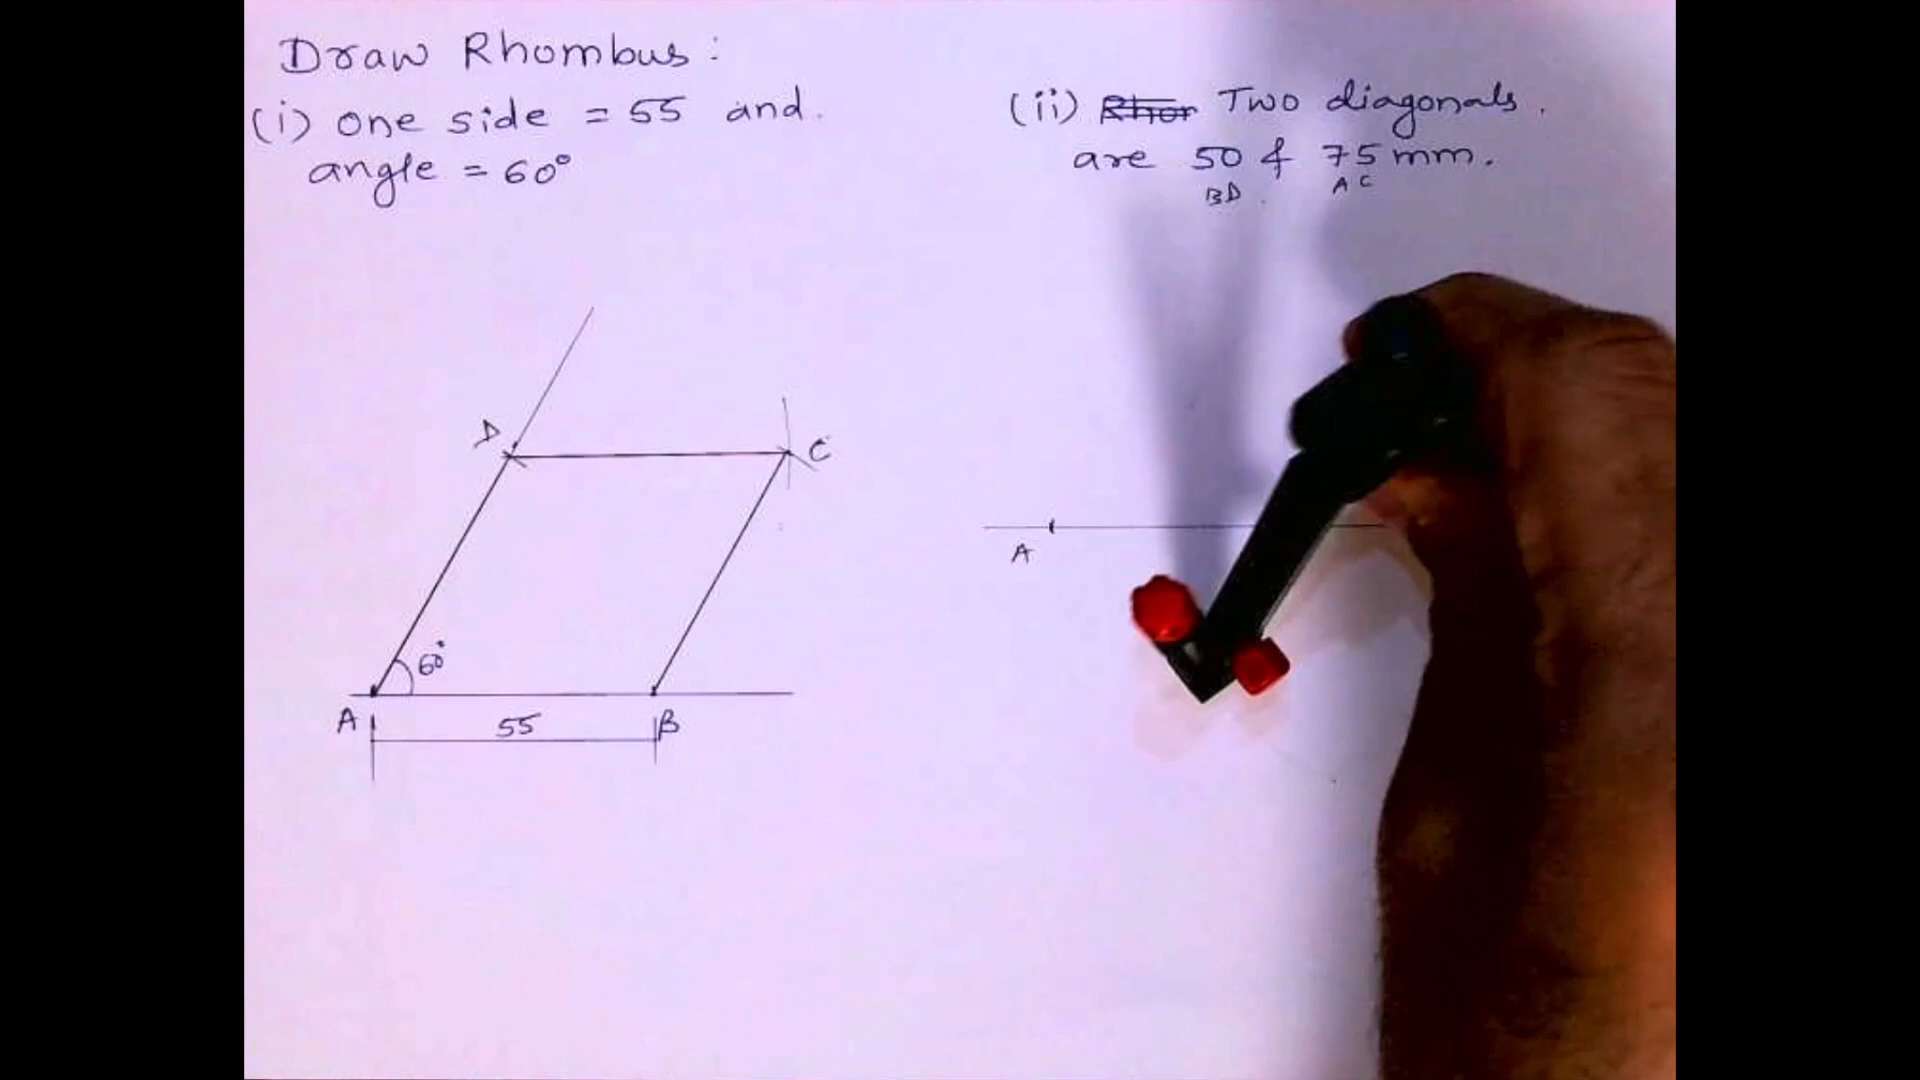 Draw Rhombus:
(i) one side = 55 and.
angle = 60°
(ii) Rhor Two diagonals.
are 50 & 75 mm.
BD. AC
D
C
60°
A
55
B
A